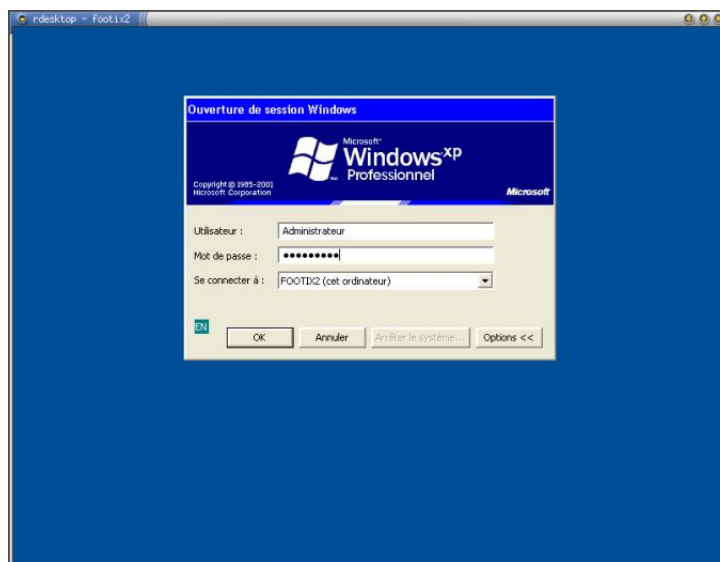 rdesktop - footix2
Ouverture de session Windows
Microsoft®
Windows xp
Professionnel
Copyright © 1985-2001
Microsoft Corporation
Microsoft
Utilisateur :
Administrateur
Mot de passe :
Se connecter à :
FOOTIX2 (cet ordinateur)
EN
OK
Annuler
Arrêter le système...
Options <<